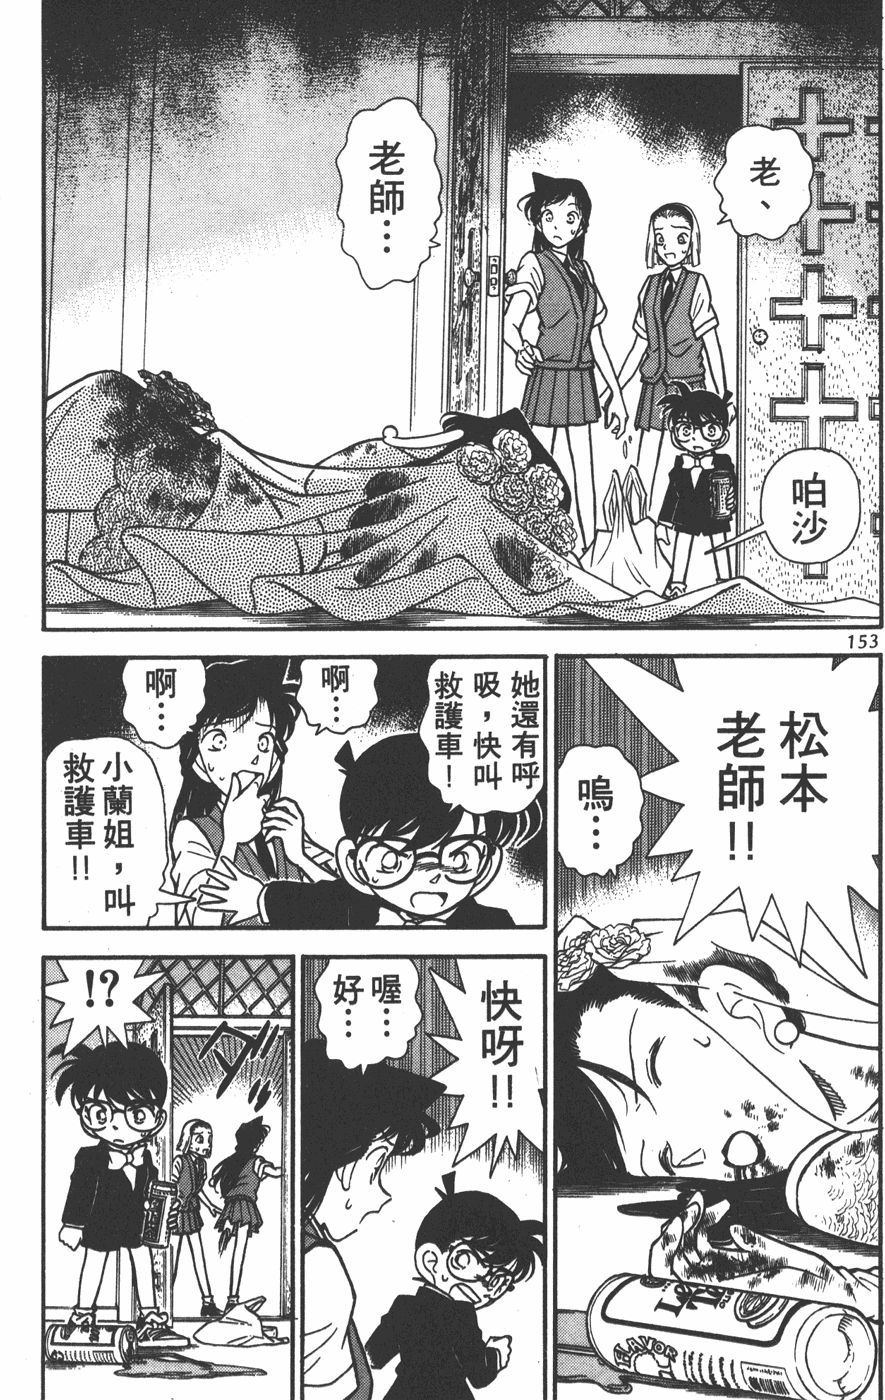 老、
老師…
咱沙
153
松本
老師!!
嗚…
她還有呼
吸，快叫
救護車！
啊…
啊…
小蘭姐，叫
救護車!!
快呀!!
喔…
好…
!?
FLAVOR